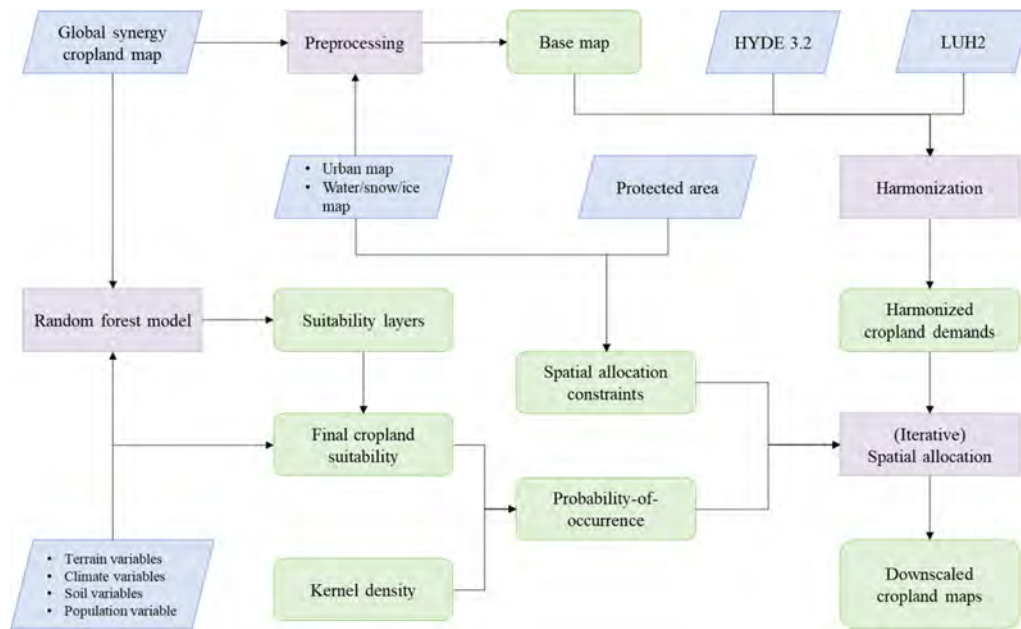 Global synergy
cropland map
Preprocessing
Base map
HYDE 3.2
LUH2
• Urban map
• Water/snow/ice
map
Protected area
Harmonization
Random forest model
Suitability layers
Harmonized
cropland demands
Spatial allocation
constraints
Final cropland
suitability
(Iterative)
Spatial allocation
Probability-of-
occurrence
• Terrain variables
• Climate variables
• Soil variables
• Population variable
Kernel density
Downscaled
cropland maps